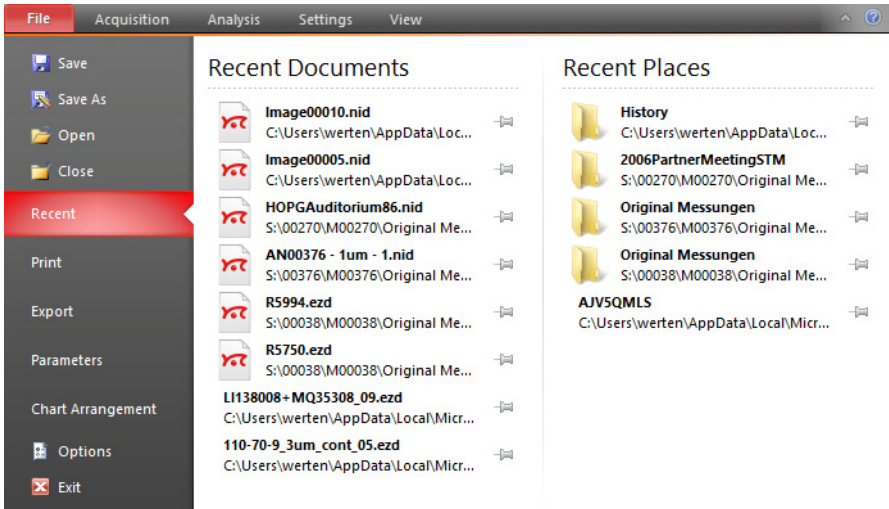 File Acquisition Analysis Settings View
Save
Save As
Open
Close
Recent
Print
Export
Parameters
Chart Arrangement
Options
Exit
Recent Documents
Image00010.nid
C:\Users\werten\AppData\Loc...
Image00005.nid
C:\Users\werten\AppData\Loc...
HOPGAuditorium86.nid
S:\00270\M00270\Original Me...
AN00376 - 1um - 1.nid
S:\00376\M00376\Original Me...
R5994.ezd
S:\00038\M00038\Original Me...
R5750.ezd
S:\00038\M00038\Original Me...
LI138008+MQ35308_09.ezd
C:\Users\werten\AppData\Local\Micr...
110-70-9_3um_cont_05.ezd
C:\Users\werten\AppData\Local\Micr...
Recent Places
History
C:\Users\werten\AppData\Loc...
2006PartnerMeetingSTM
S:\00270\M00270\Original Me...
Original Messungen
S:\00376\M00376\Original Me...
Original Messungen
S:\00038\M00038\Original Me...
AJV5QMLS
C:\Users\werten\AppData\Local\Micr...